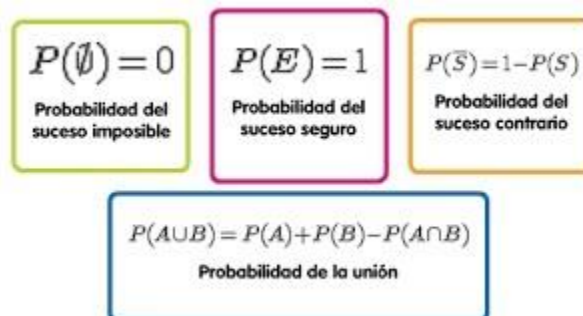 P(∅)=0
Probabilidad del
suceso imposible
P(E)=1
Probabilidad del
suceso seguro
P(S̅)=1−P(S)
Probabilidad del
suceso contrario
P(A∪B)=P(A)+P(B)−P(A∩B)
Probabilidad de la unión